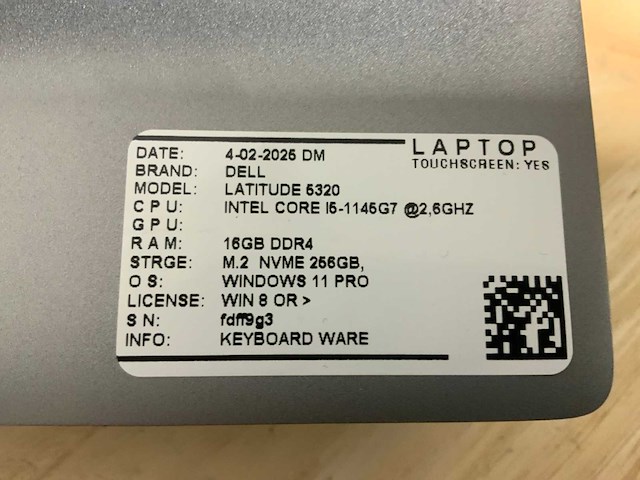 LAPTOP
TOUCHSCREEN: YES
DATE: 4-02-2025 DM
BRAND: DELL
MODEL: LATITUDE 5320
CPU: INTEL CORE I5-1145G7 @2,6GHZ
GPU:
RAM: 16GB DDR4
STRGE: M.2 NVME 256GB,
OS: WINDOWS 11 PRO
LICENSE: WIN 8 OR >
SN: fdff9g3
INFO: KEYBOARD WARE